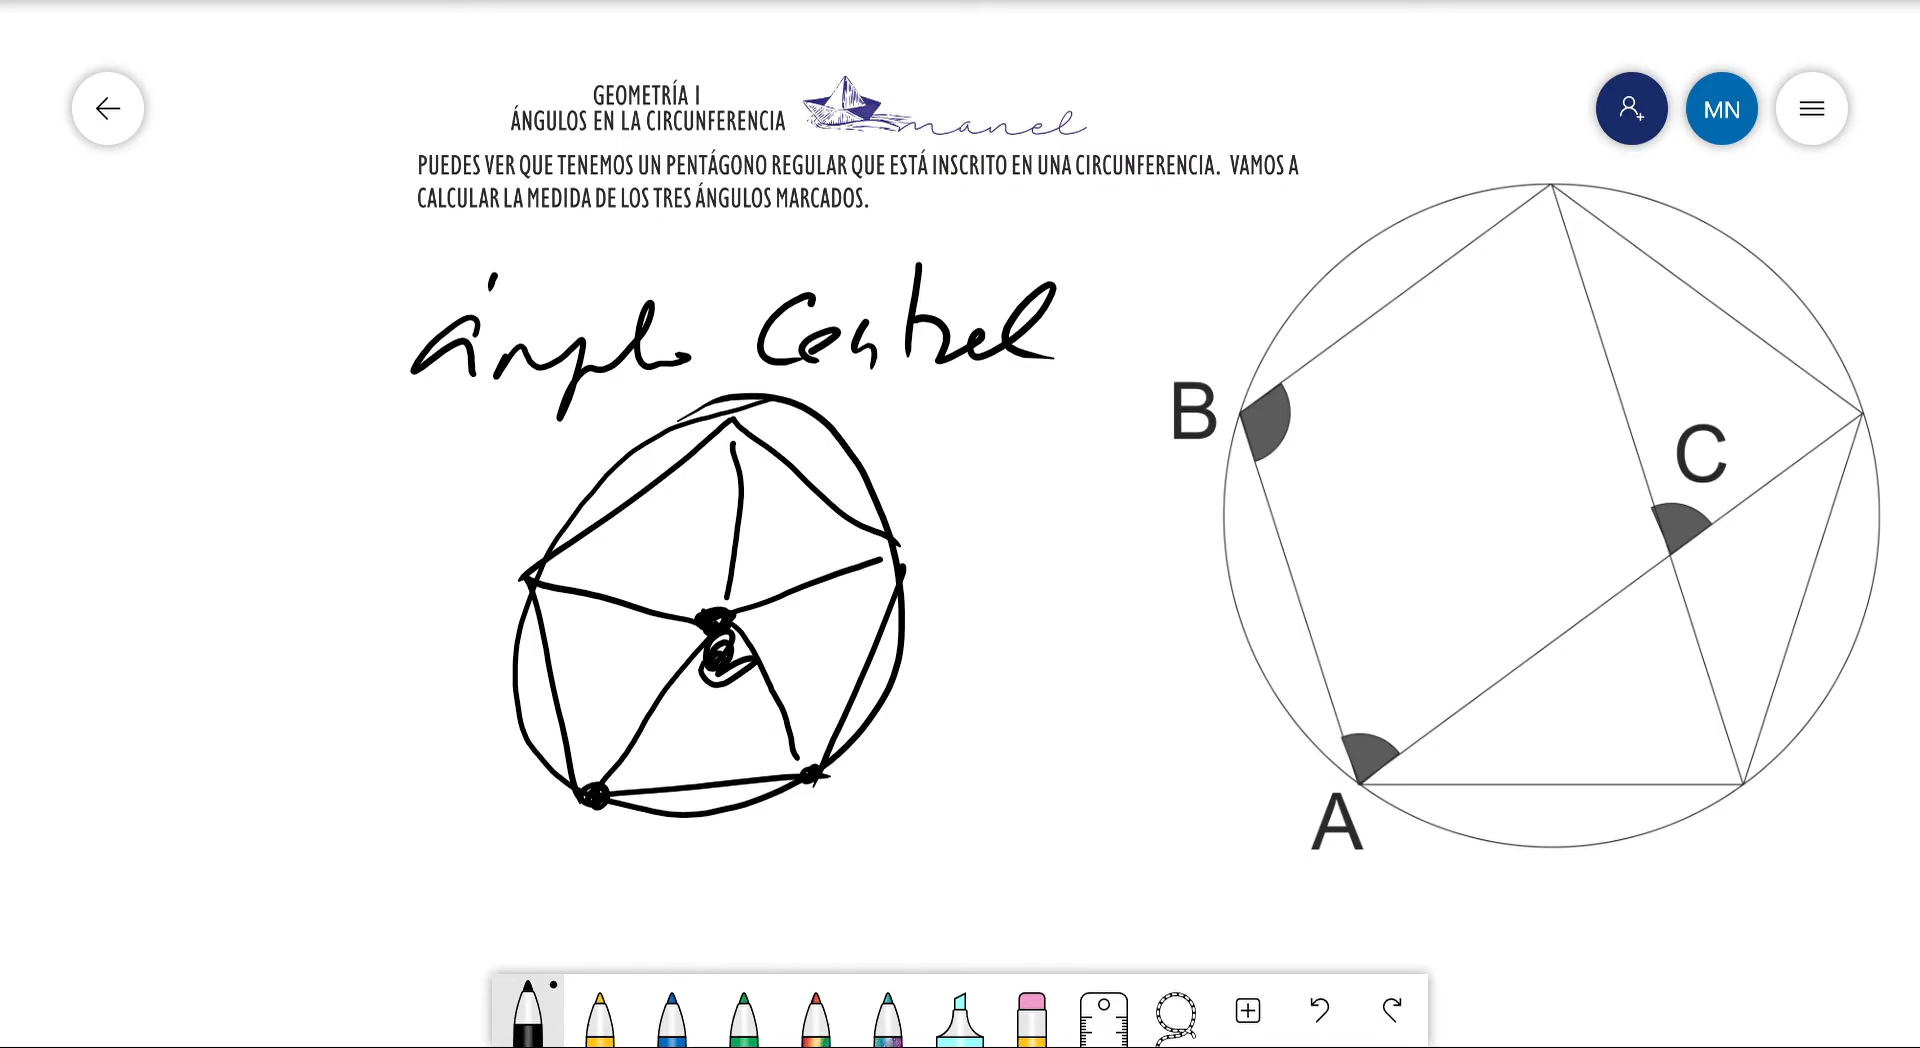 GEOMETRÍA I
ÁNGULOS EN LA CIRCUNFERENCIA
manel
MN
PUEDES VER QUE TENEMOS UN PENTÁGONO REGULAR QUE ESTÁ INSCRITO EN UNA CIRCUNFERENCIA. VAMOS A
CALCULAR LA MEDIDA DE LOS TRES ÁNGULOS MARCADOS.
ángulo Central
B
C
A